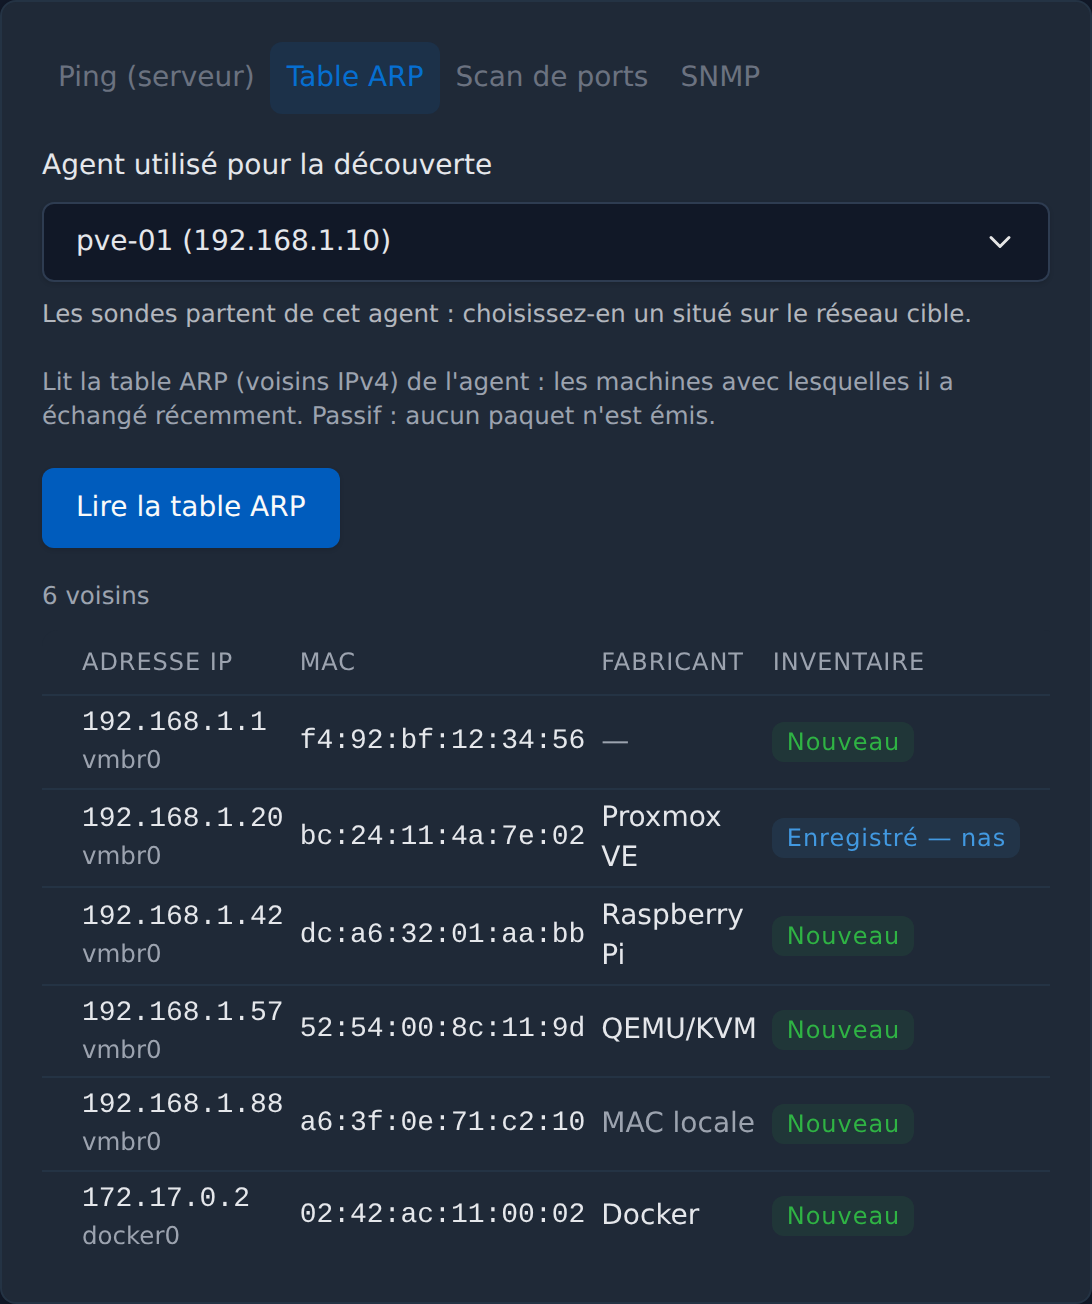 Ping (serveur) Table ARP Scan de ports SNMP
Agent utilisé pour la découverte
pve-01 (192.168.1.10)
Les sondes partent de cet agent : choisissez-en un situé sur le réseau cible.
Lit la table ARP (voisins IPv4) de l'agent : les machines avec lesquelles il a
échangé récemment. Passif : aucun paquet n'est émis.
Lire la table ARP
6 voisins
ADRESSE IP MAC FABRICANT INVENTAIRE
192.168.1.1
vmbr0
f4:92:bf:12:34:56
—
Nouveau
192.168.1.20
vmbr0
bc:24:11:4a:7e:02
Proxmox
VE
Enregistré — nas
192.168.1.42
vmbr0
dc:a6:32:01:aa:bb
Raspberry
Pi
Nouveau
192.168.1.57
vmbr0
52:54:00:8c:11:9d
QEMU/KVM
Nouveau
192.168.1.88
vmbr0
a6:3f:0e:71:c2:10
MAC locale
Nouveau
172.17.0.2
docker0
02:42:ac:11:00:02
Docker
Nouveau